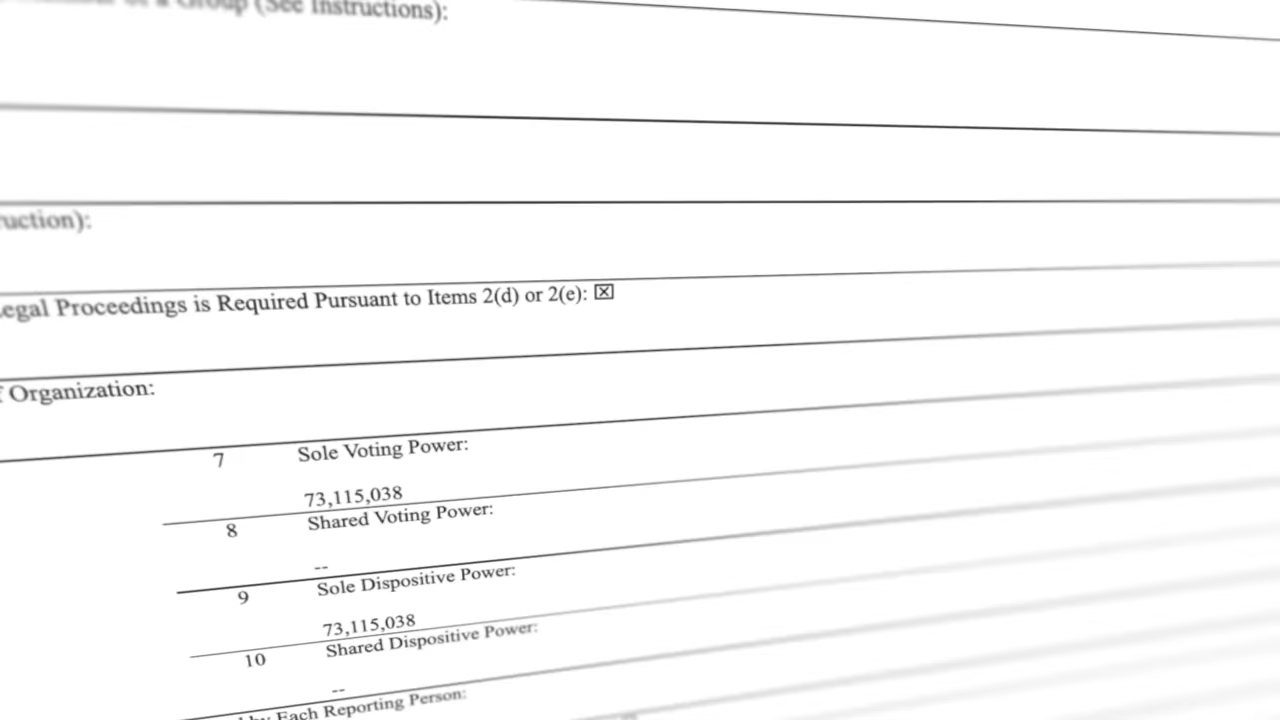 of a Group (See Instructions):
ruction):
Legal Proceedings is Required Pursuant to Items 2(d) or 2(e): ☒
f Organization:
7 Sole Voting Power:
73,115,038
8 Shared Voting Power:
--
9 Sole Dispositive Power:
73,115,038
10 Shared Dispositive Power:
--
by Each Reporting Person: